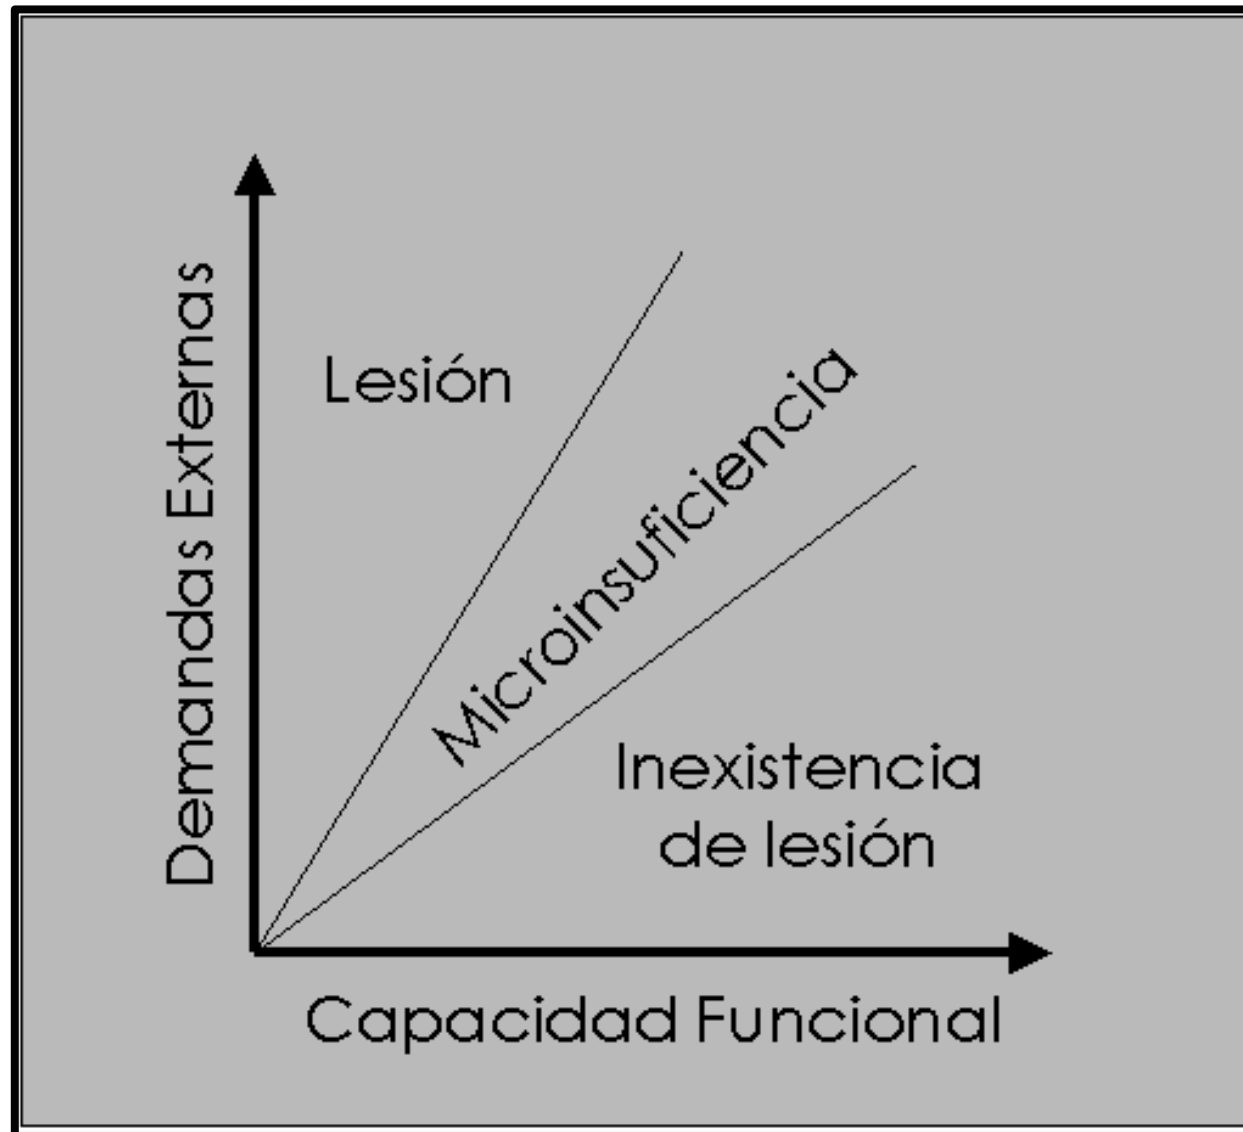 Demandas Externas
Lesión
Microinsuficiencia
Inexistencia
de lesión
Capacidad Funcional